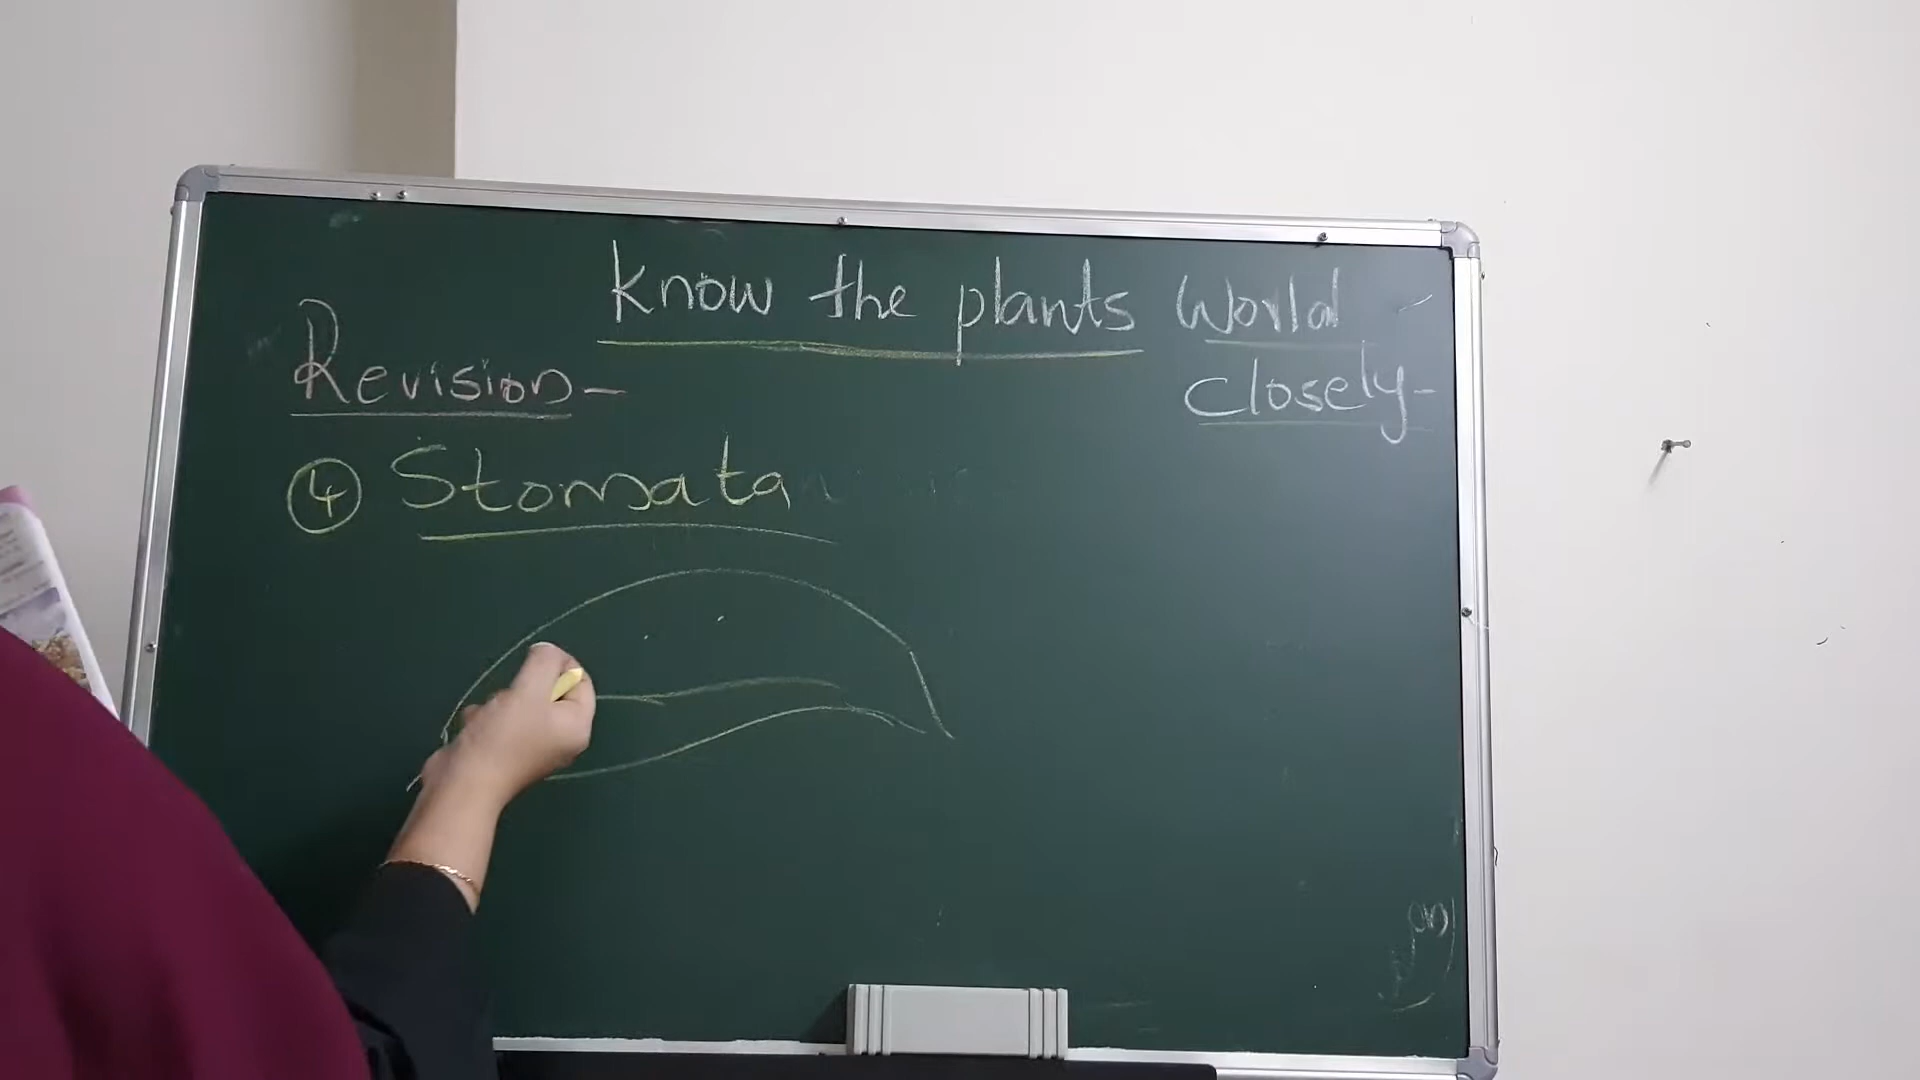 Know the plants World
Closely-
Revision-
④ Stomata